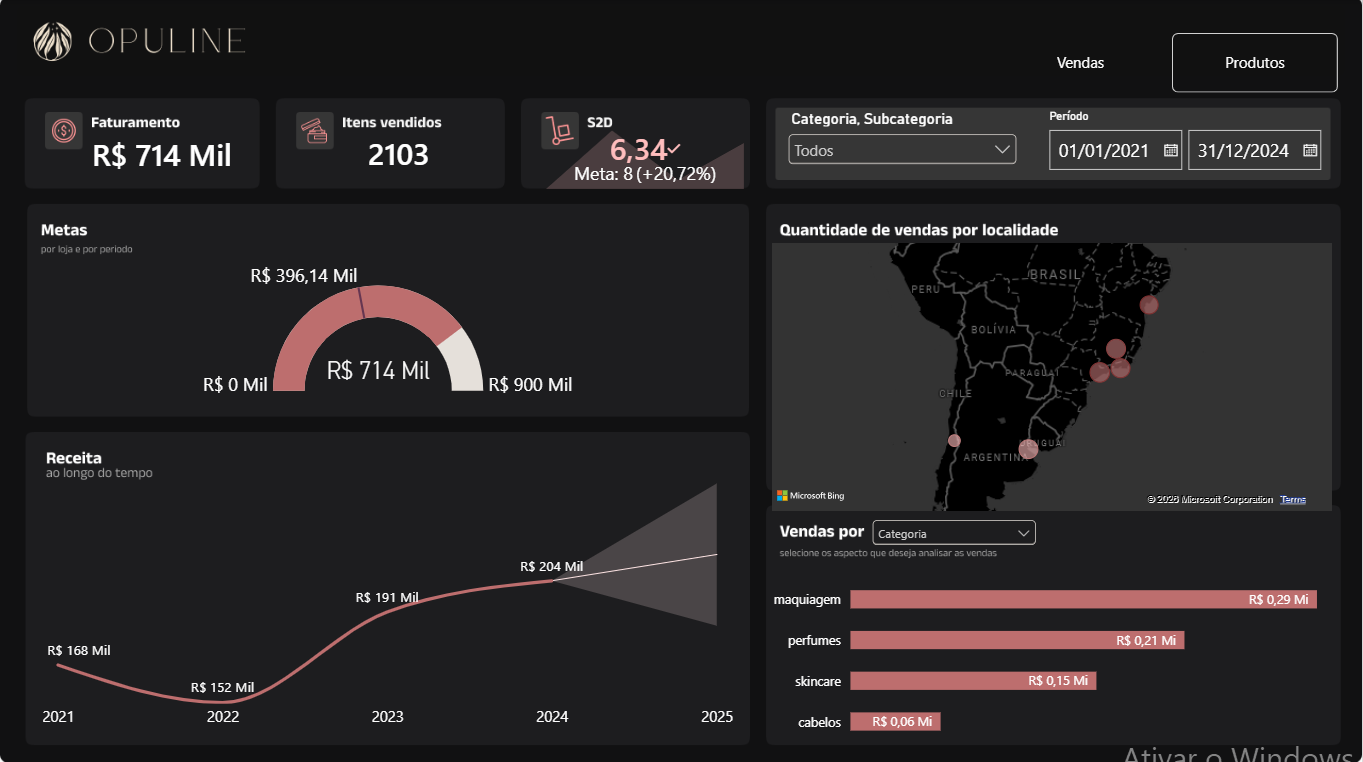 OPULINE
Vendas
Produtos
Faturamento
R$ 714 Mil
Itens vendidos
2103
S2D
6,34
Meta: 8 (+20,72%)
Categoria, Subcategoria
Todos
Período
01/01/2021
31/12/2024
Metas
por loja e por periodo
R$ 396,14 Mil
R$ 714 Mil
R$ 0 Mil
R$ 900 Mil
Quantidade de vendas por localidade
BRASIL
PERU
BOLÍVIA
PARAGUAI
CHILE
URUGUAI
ARGENTINA
Microsoft Bing
© 2026 Microsoft Corporation Terms
Receita
ao longo do tempo
R$ 204 Mil
R$ 191 Mil
R$ 168 Mil
R$ 152 Mil
2021
2022
2023
2024
2025
Vendas por
Categoria
selecione os aspecto que deseja analisar as vendas
maquiagem
R$ 0,29 Mi
perfumes
R$ 0,21 Mi
skincare
R$ 0,15 Mi
cabelos
R$ 0,06 Mi
Ativar o Windows